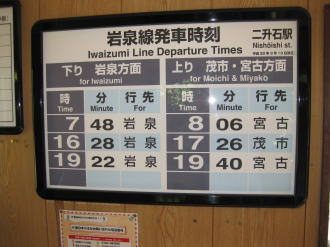 岩泉線発車時刻
Iwaizumi Line Departure Times
二升石駅
Nishōishi st.
下り 岩泉方面
for Iwaizumi
上り 茂市・宮古方面
for Moichi & Miyako
時 分 行先
Time Minute For
7 48 岩泉
16 28 岩泉
19 22 岩泉
時 分 行先
Time Minute For
8 06 宮古
17 26 茂市
19 40 宮古